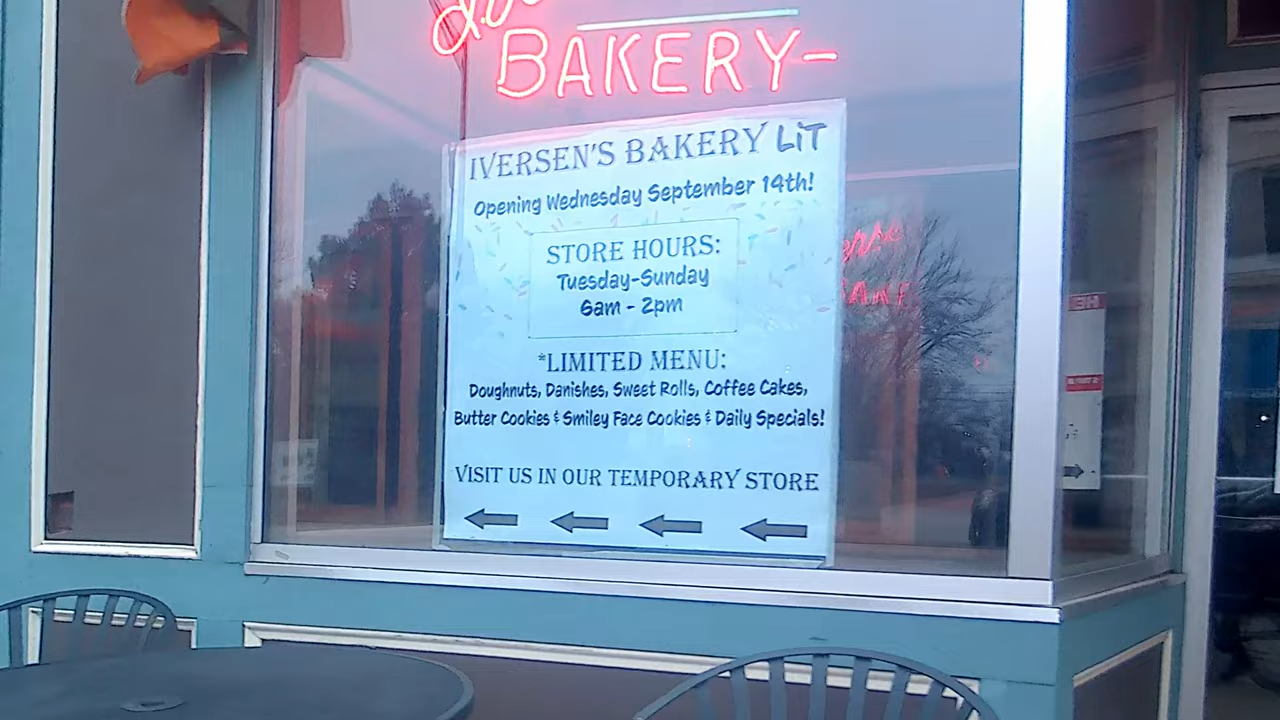 BAKERY-
IVERSEN'S BAKERY LiT
Opening Wednesday September 14th!
STORE HOURS:
Tuesday-Sunday
6am - 2pm
*LIMITED MENU:
Doughnuts, Danishes, Sweet Rolls, Coffee Cakes,
Butter Cookies & Smiley Face Cookies & Daily Specials!
VISIT US IN OUR TEMPORARY STORE